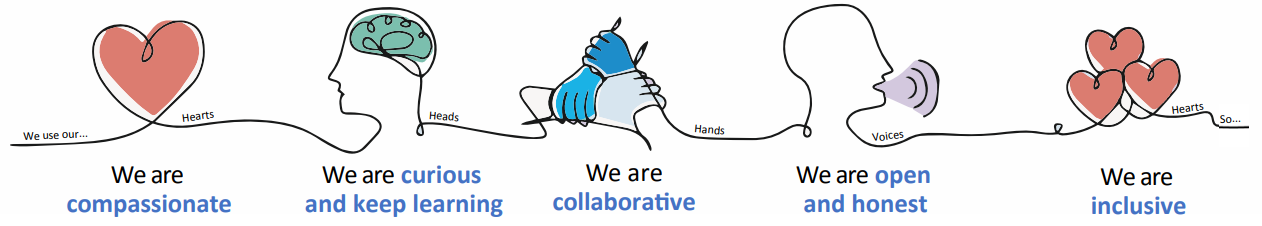 We use our...
Hearts
Heads
Hands
Voices
Hearts
So...
We are
compassionate
We are curious
and keep learning
We are
collaborative
We are open
and honest
We are
inclusive